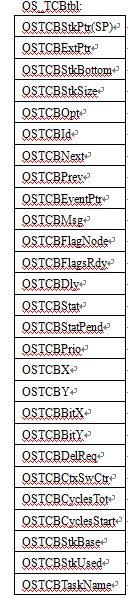 OS_TCBtbl:
OSTCBStkPtr(SP)
OSTCBExtPtr
OSTCBStkBottom
OSTCBStkSize
OSTCBOpt
OSTCBId
OSTCBNext
OSTCBPrev
OSTCBEventPtr
OSTCBMsg
OSTCBFlagNode
OSTCBFlagsRdy
OSTCBDly
OSTCBStat
OSTCBStatPend
OSTCBPrio
OSTCBX
OSTCBY
OSTCBBitX
OSTCBBitY
OSTCBDelReq
OSTCBCtxSwCtr
OSTCBCyclesTot
OSTCBCyclesStart
OSTCBStkBase
OSTCBStkUsed
OSTCBTaskName